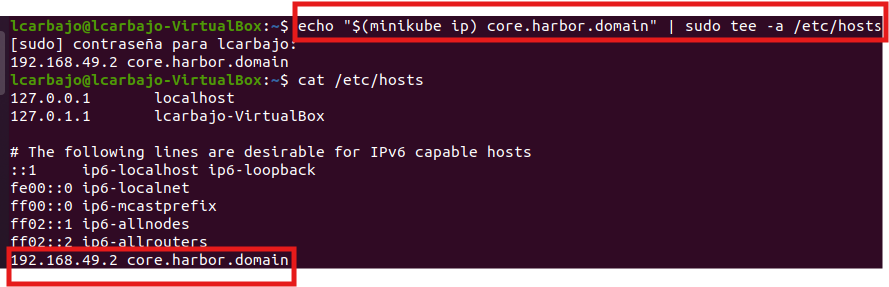 lcarbajo@lcarbajo-VirtualBox:~$ echo "$(minikube ip) core.harbor.domain" | sudo tee -a /etc/hosts
[sudo] contraseña para lcarbajo:
192.168.49.2 core.harbor.domain
lcarbajo@lcarbajo-VirtualBox:~$ cat /etc/hosts
127.0.0.1       localhost
127.0.1.1       lcarbajo-VirtualBox

# The following lines are desirable for IPv6 capable hosts
::1     ip6-localhost ip6-loopback
fe00::0 ip6-localnet
ff00::0 ip6-mcastprefix
ff02::1 ip6-allnodes
ff02::2 ip6-allrouters
192.168.49.2 core.harbor.domain